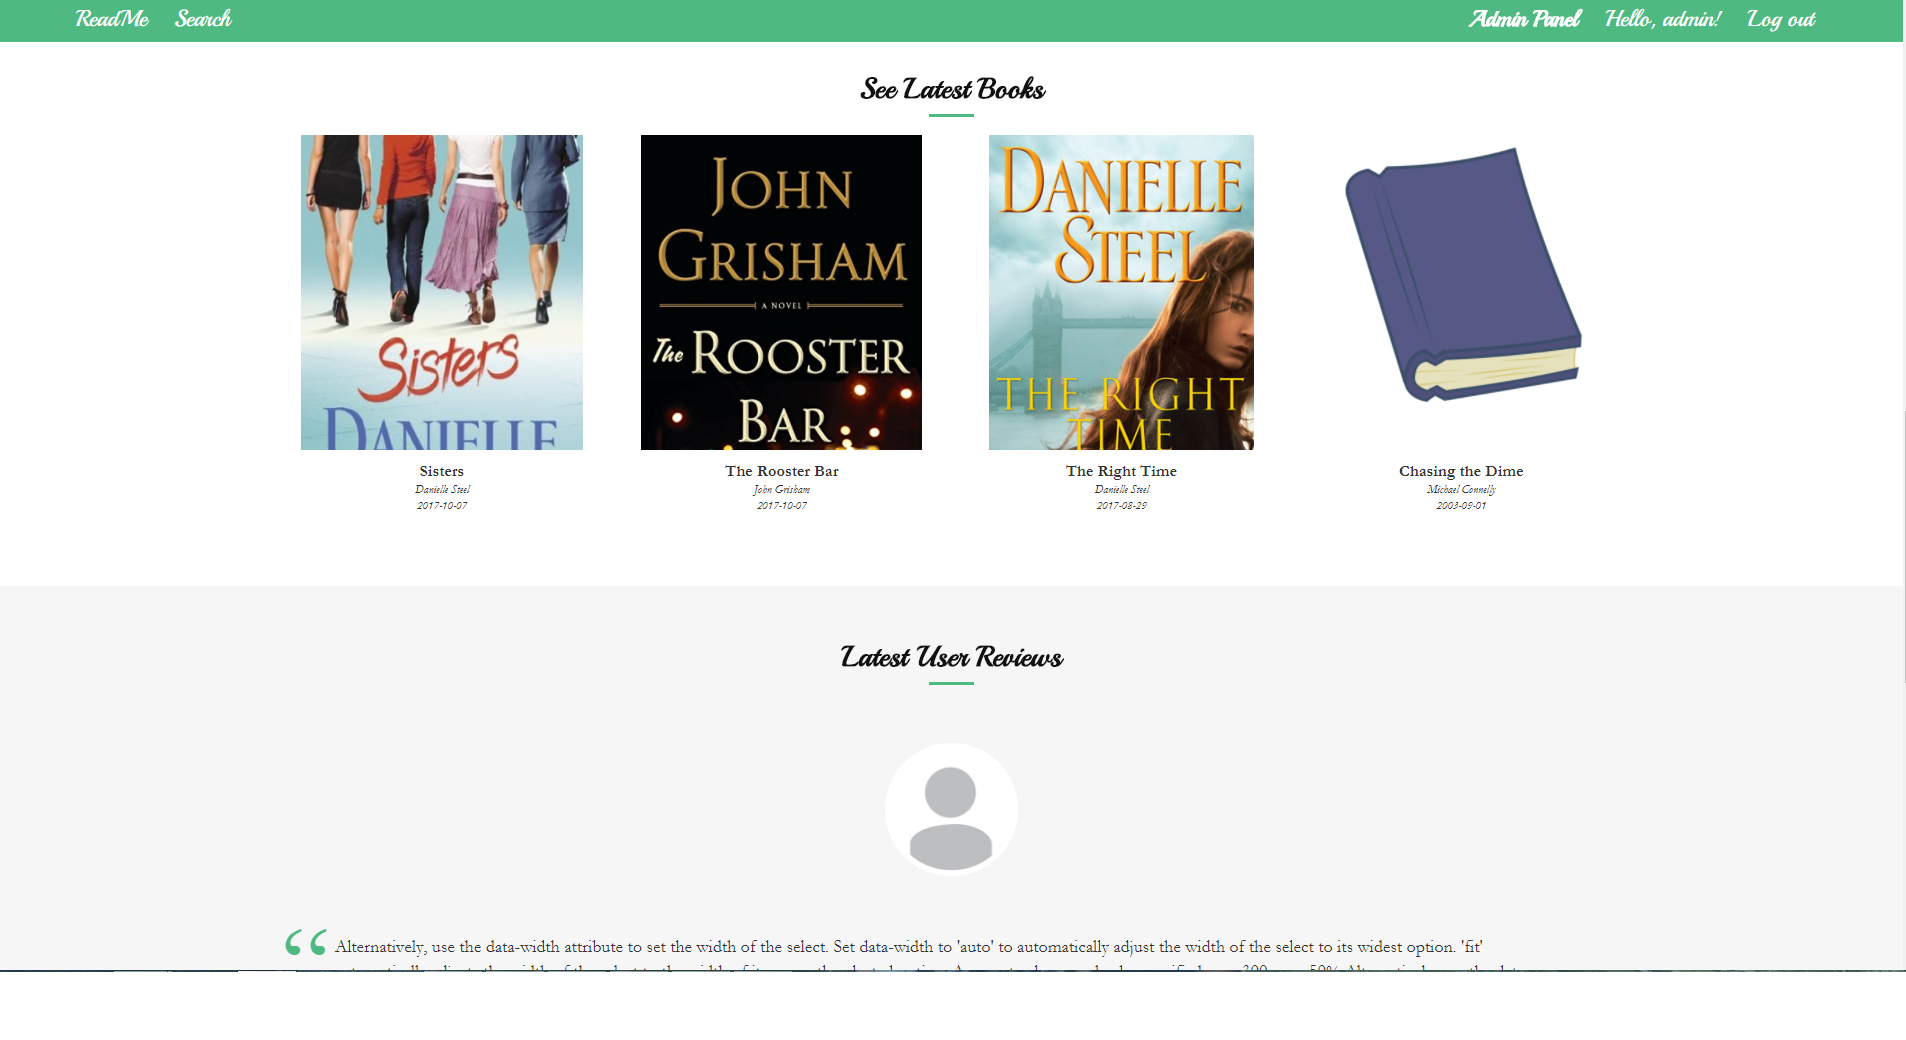 ReadMe Search Admin Panel Hello, admin! Log out
See Latest Books
Sisters
DANIELLE
JOHN
GRISHAM
A NOVEL
The ROOSTER
BAR
DANIELLE
STEEL
THE RIGHT
TIME
Sisters
Danielle Steel
2017-10-07
The Rooster Bar
John Grisham
2017-10-07
The Right Time
Danielle Steel
2017-08-29
Chasing the Dime
Michael Connelly
2003-09-01
Latest User Reviews
“ Alternatively, use the data-width attribute to set the width of the select. Set data-width to 'auto' to automatically adjust the width of the select to its widest option. 'fit'